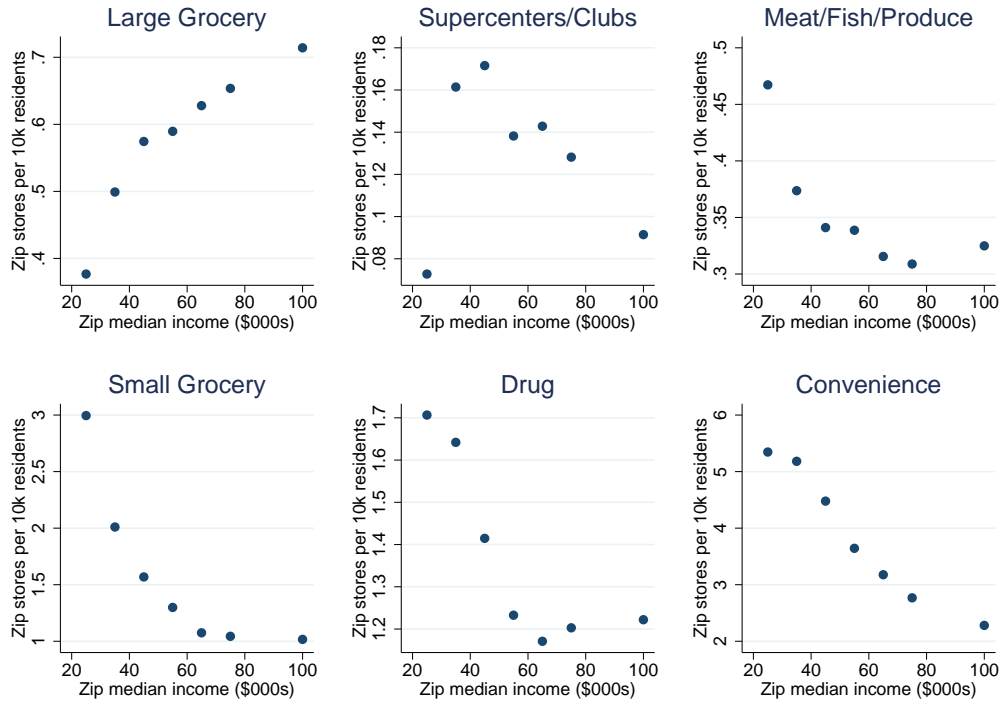 Large Grocery
Zip stores per 10k residents
.7
.6
.5
.4
20 40 60 80 100
Zip median income ($000s)
Supercenters/Clubs
Zip stores per 10k residents
.18
.16
.14
.12
.1
.08
20 40 60 80 100
Zip median income ($000s)
Meat/Fish/Produce
Zip stores per 10k residents
.5
.45
.4
.35
.3
20 40 60 80 100
Zip median income ($000s)
Small Grocery
Zip stores per 10k residents
3
2.5
2
1.5
1
20 40 60 80 100
Zip median income ($000s)
Drug
Zip stores per 10k residents
1.7
1.6
1.5
1.4
1.3
1.2
20 40 60 80 100
Zip median income ($000s)
Convenience
Zip stores per 10k residents
6
5
4
3
2
20 40 60 80 100
Zip median income ($000s)